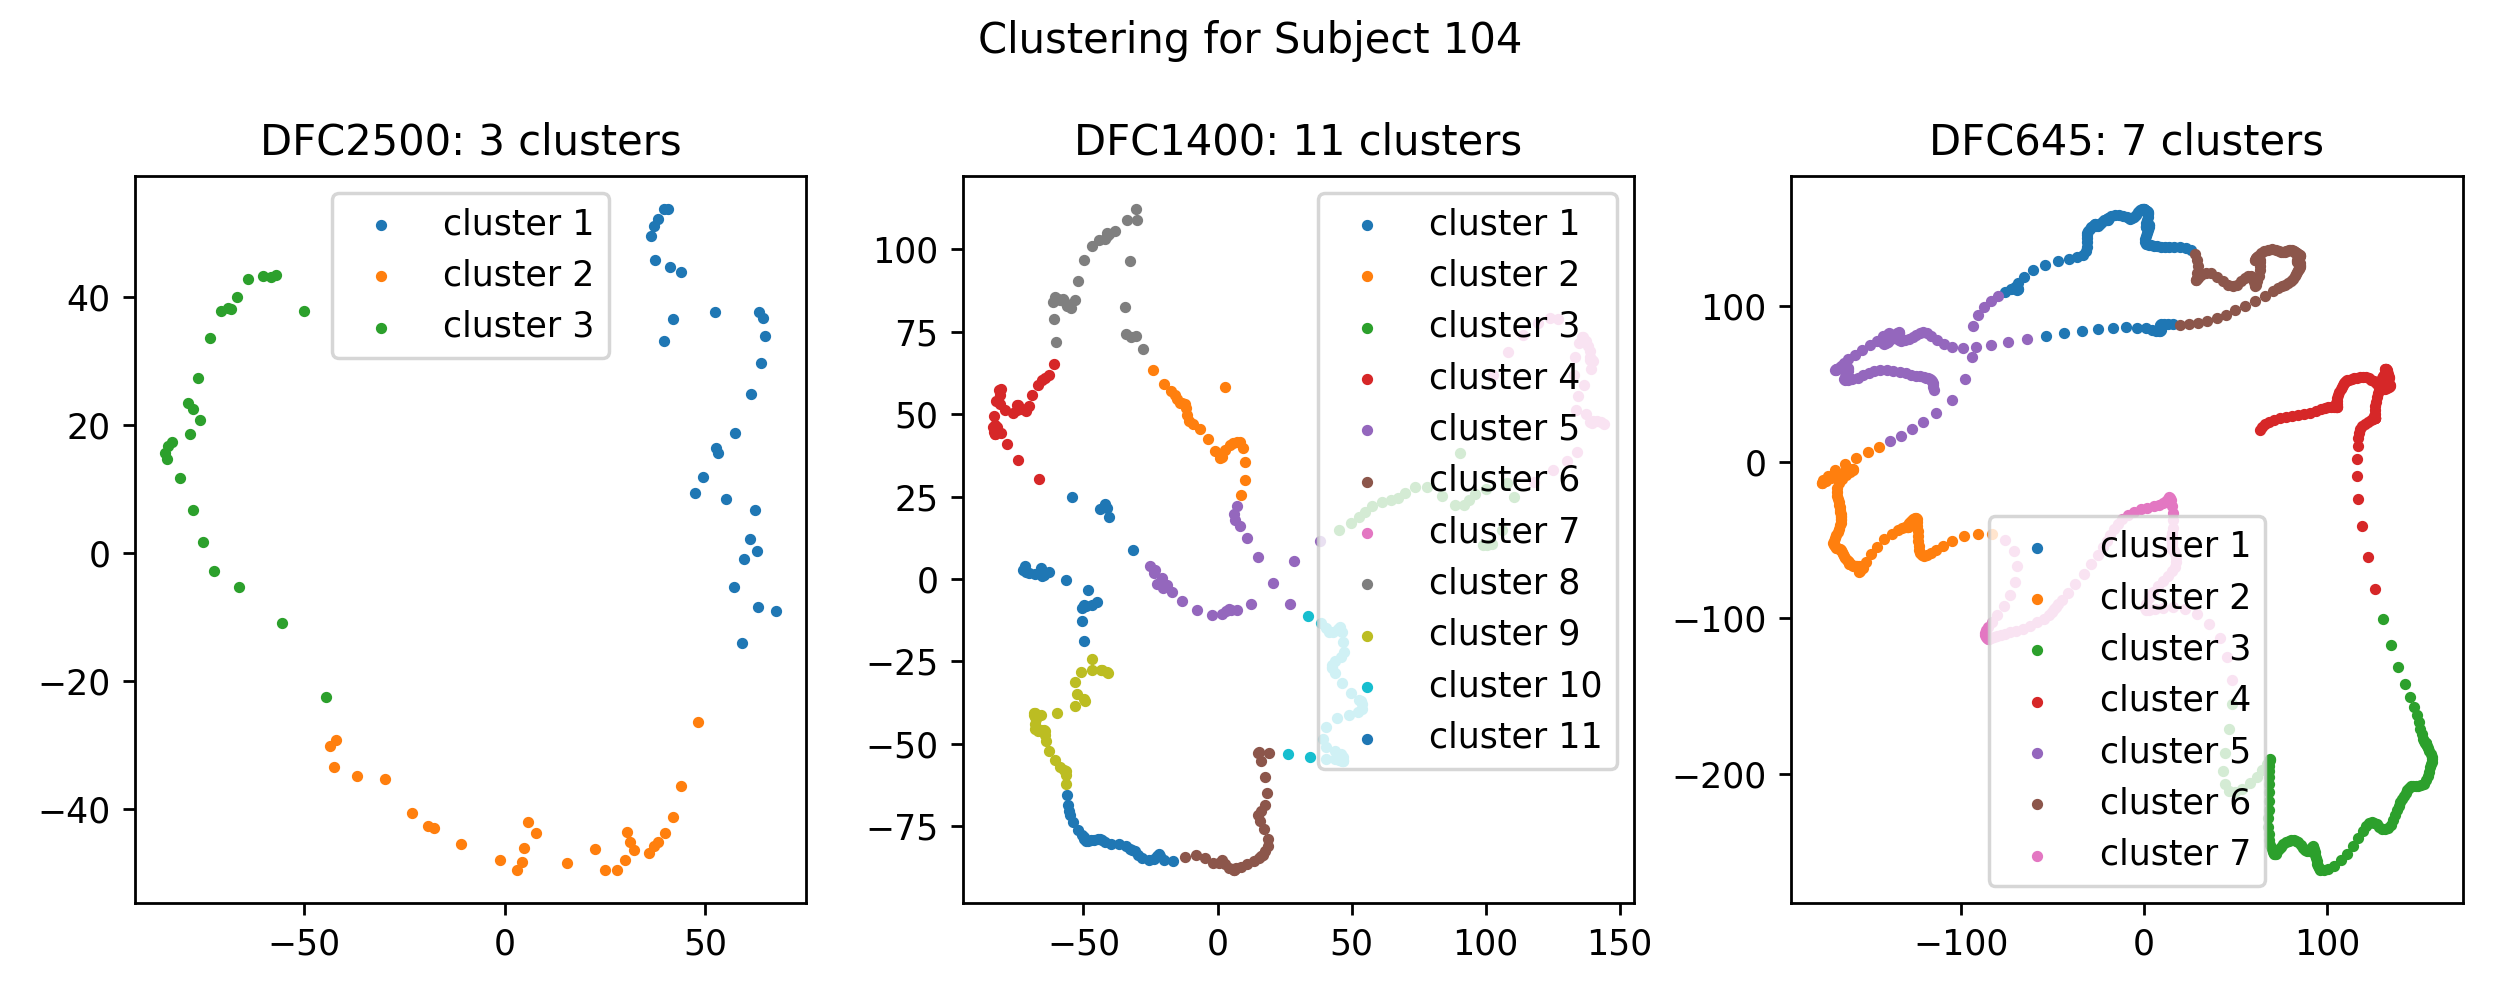 Clustering for Subject 104
DFC2500: 3 clusters
cluster 1
cluster 2
cluster 3
40
20
0
−20
−40
−50
0
50
DFC1400: 11 clusters
cluster 1
cluster 2
cluster 3
cluster 4
cluster 5
cluster 6
cluster 7
cluster 8
cluster 9
cluster 10
cluster 11
100
75
50
25
0
−25
−50
−75
−50
0
50
100
150
DFC645: 7 clusters
cluster 1
cluster 2
cluster 3
cluster 4
cluster 5
cluster 6
cluster 7
100
0
−100
−200
−100
0
100